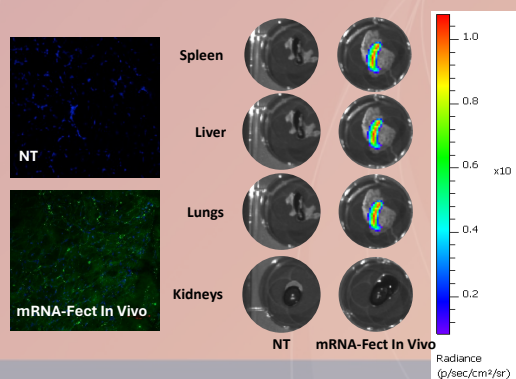 NT
mRNA-Fect In Vivo
Spleen
Liver
Lungs
Kidneys
NT
mRNA-Fect In Vivo
1.0
0.8
0.6
x10
0.4
0.2
Radiance
(p/sec/cm²/sr)